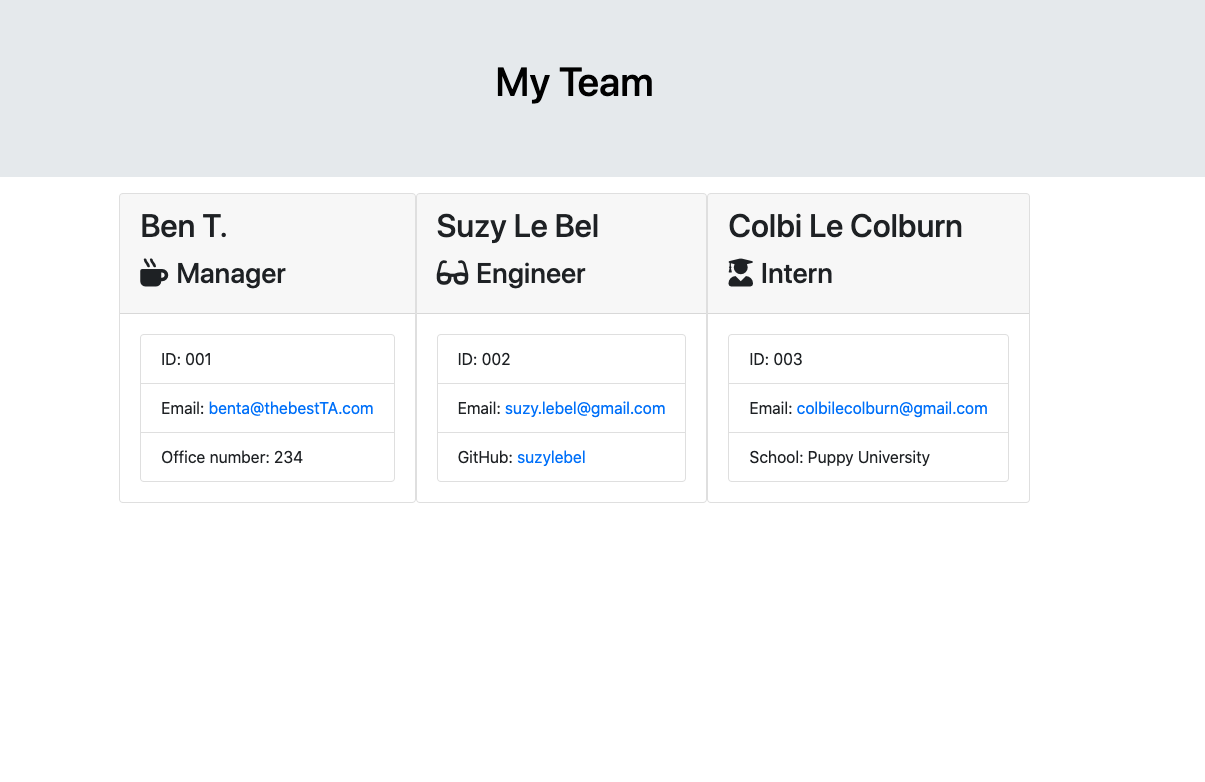 My Team
Ben T.
Manager
ID: 001
Email: benta@thebestTA.com
Office number: 234
Suzy Le Bel
Engineer
ID: 002
Email: suzy.lebel@gmail.com
GitHub: suzylebel
Colbi Le Colburn
Intern
ID: 003
Email: colbilecolburn@gmail.com
School: Puppy University